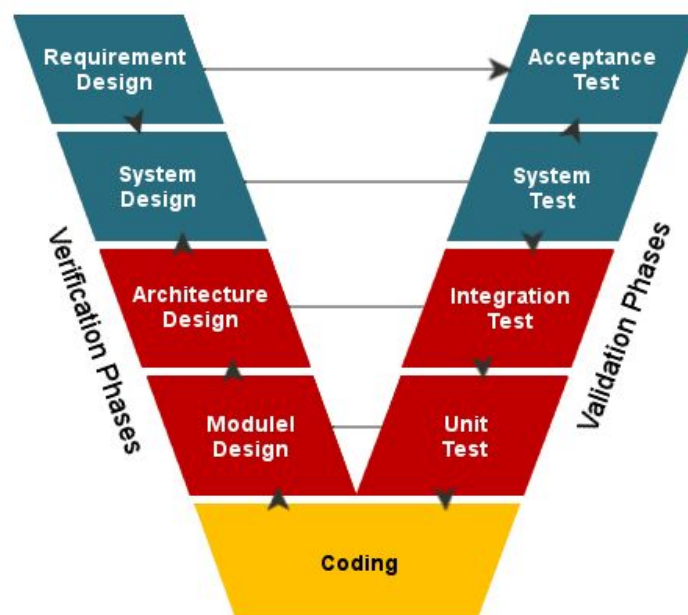 Requirement
Design
Acceptance
Test
System
Design
System
Test
Verification Phases
Validation Phases
Architecture
Design
Integration
Test
Modulel
Design
Unit
Test
Coding